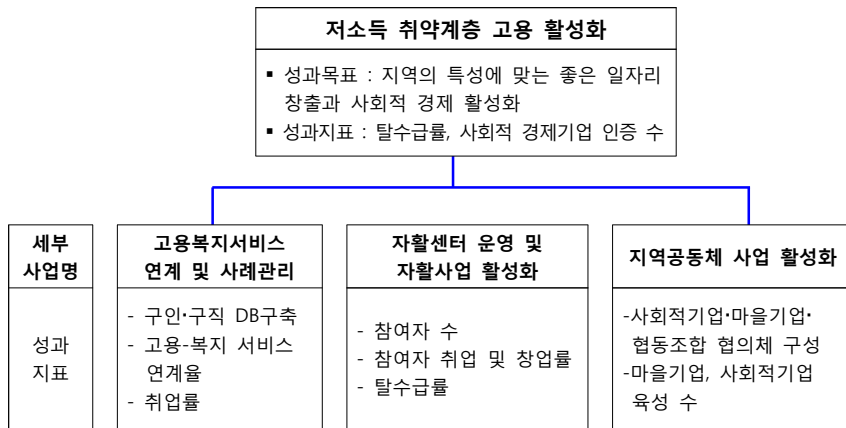 저소득 취약계층 고용 활성화
▪ 성과목표 : 지역의 특성에 맞는 좋은 일자리
창출과 사회적 경제 활성화
▪ 성과지표 : 탈수급률, 사회적 경제기업 인증 수
세부
사업명
고용복지서비스
연계 및 사례관리
자활센터 운영 및
자활사업 활성화
지역공동체 사업 활성화
성과
지표
- 구인·구직 DB구축
- 고용-복지 서비스
연계율
- 취업률
- 참여자 수
- 참여자 취업 및 창업률
- 탈수급률
-사회적기업·마을기업·
협동조합 협의체 구성
-마을기업, 사회적기업
육성 수